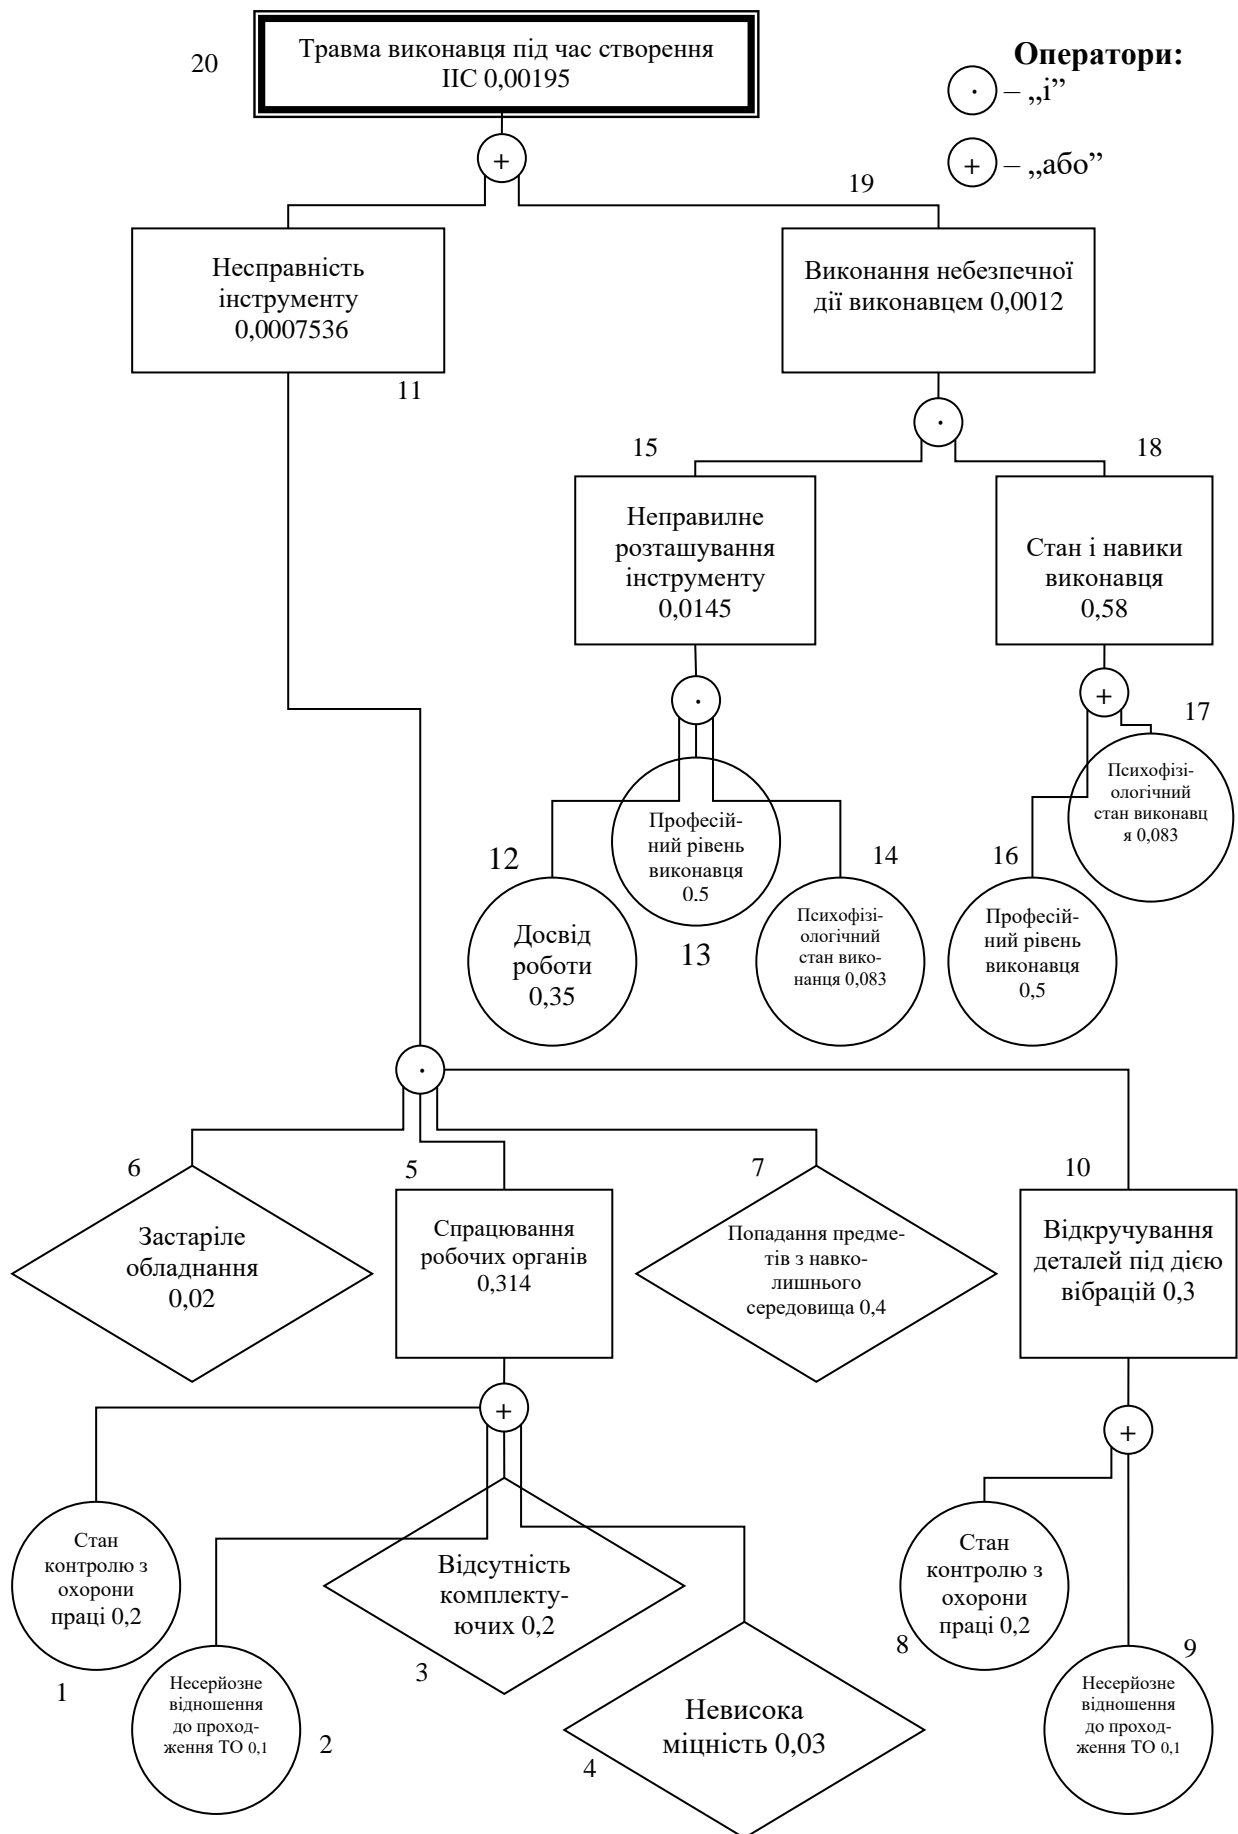 20
Травма виконавця під час створення
ІІС 0,00195
Оператори:
· – „і”
+ – „або”
+
19
Несправність
інструменту
0,0007536
11
Виконання небезпечної
дії виконавцем 0,0012
·
15
18
Неправилне
розташування
інструменту
0,0145
Стан і навики
виконавця
0,58
·
+
17
Психофізі-
ологічний
стан виконавц
я 0,083
Професій-
ний рівень
виконавця
0,5
12
14
16
Досвід
роботи
0,35
13
Психофізі-
ологічний
стан вико-
нанця 0,083
Професій-
ний рівень
виконавця
0,5
·
6
5
7
10
Застаріле
обладнання
0,02
Спрацювання
робочих органів
0,314
Попадання предме-
тів з навко-
лишнього
середовища 0,4
Відкручування
деталей під дією
вібрацій 0,3
+
+
Стан
контролю з
охорони
праці 0,2
1
Несерйозне
відношення
до проход-
ження ТО 0,1
2
Відсутність
комплекту-
ючих 0,2
3
Невисока
міцність 0,03
4
Стан
контролю з
охорони
праці 0,2
8
9
Несерйозне
відношення
до проход-
ження ТО 0,1